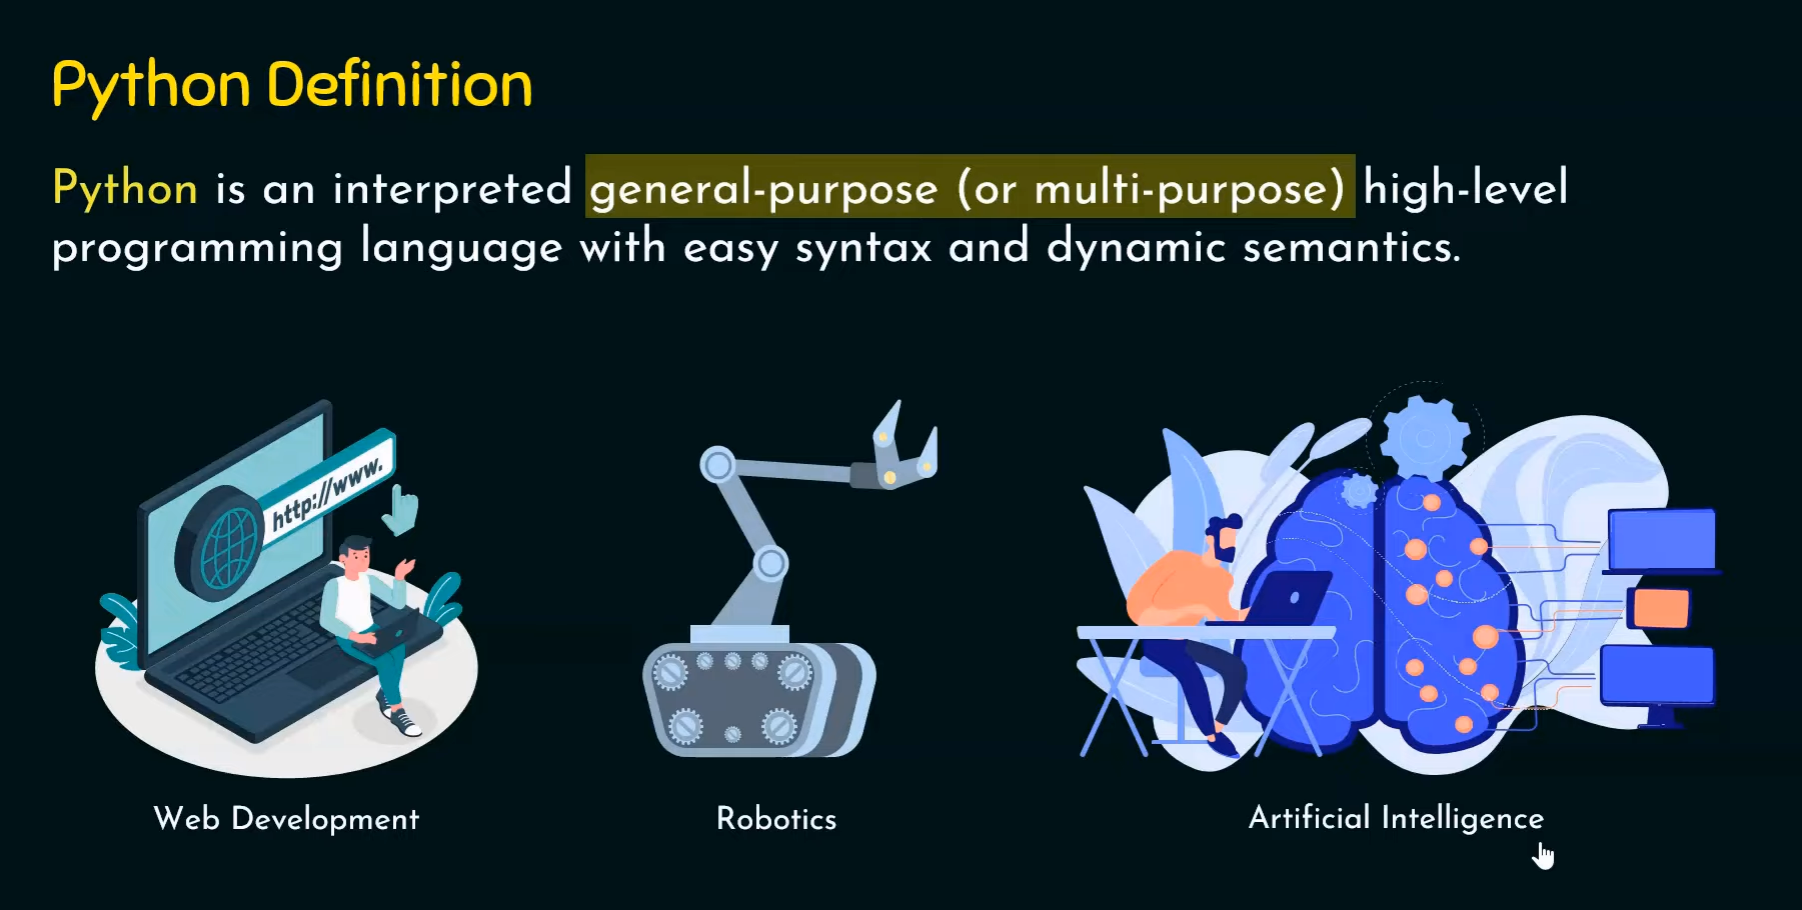 Python Definition
Python is an interpreted general-purpose (or multi-purpose) high-level
programming language with easy syntax and dynamic semantics.
http://www.
Web Development
Robotics
Artificial Intelligence